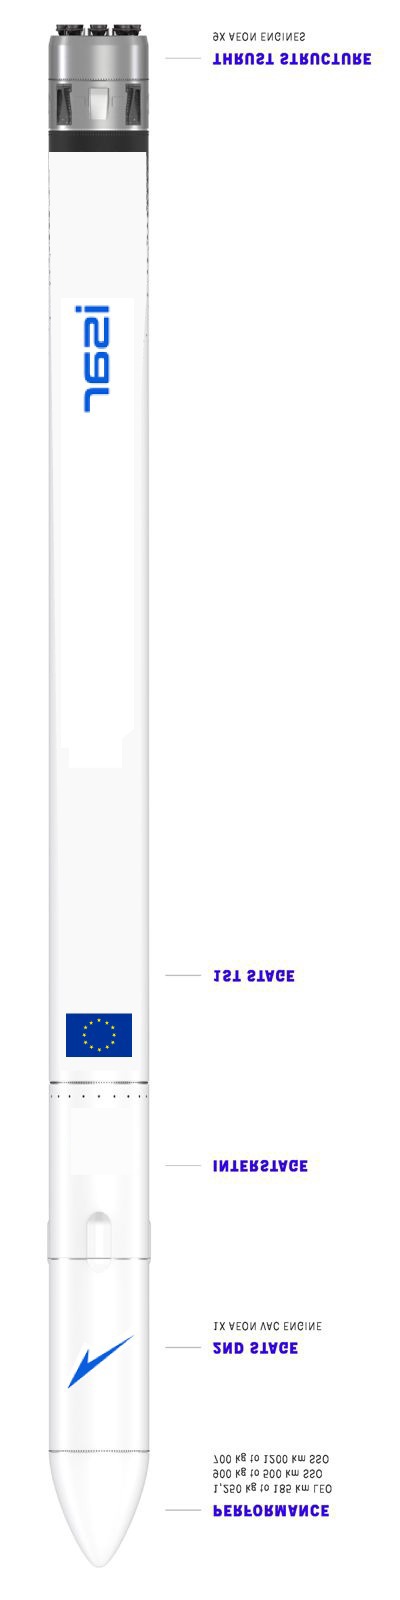 PERFORMANCE
1,250 kg to 185 km LEO
900 kg to 500 km SSO
700 kg to 1200 km SSO
2ND STAGE
1X AEON VAC ENGINE
INTERSTAGE
1ST STAGE
isar
THRUST STRUCTURE
9X AEON ENGINES